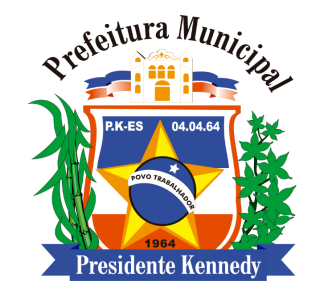 Prefeitura Municipal
P.K-ES 04.04.64
POVO TRABALHADOR
1964
Presidente Kennedy